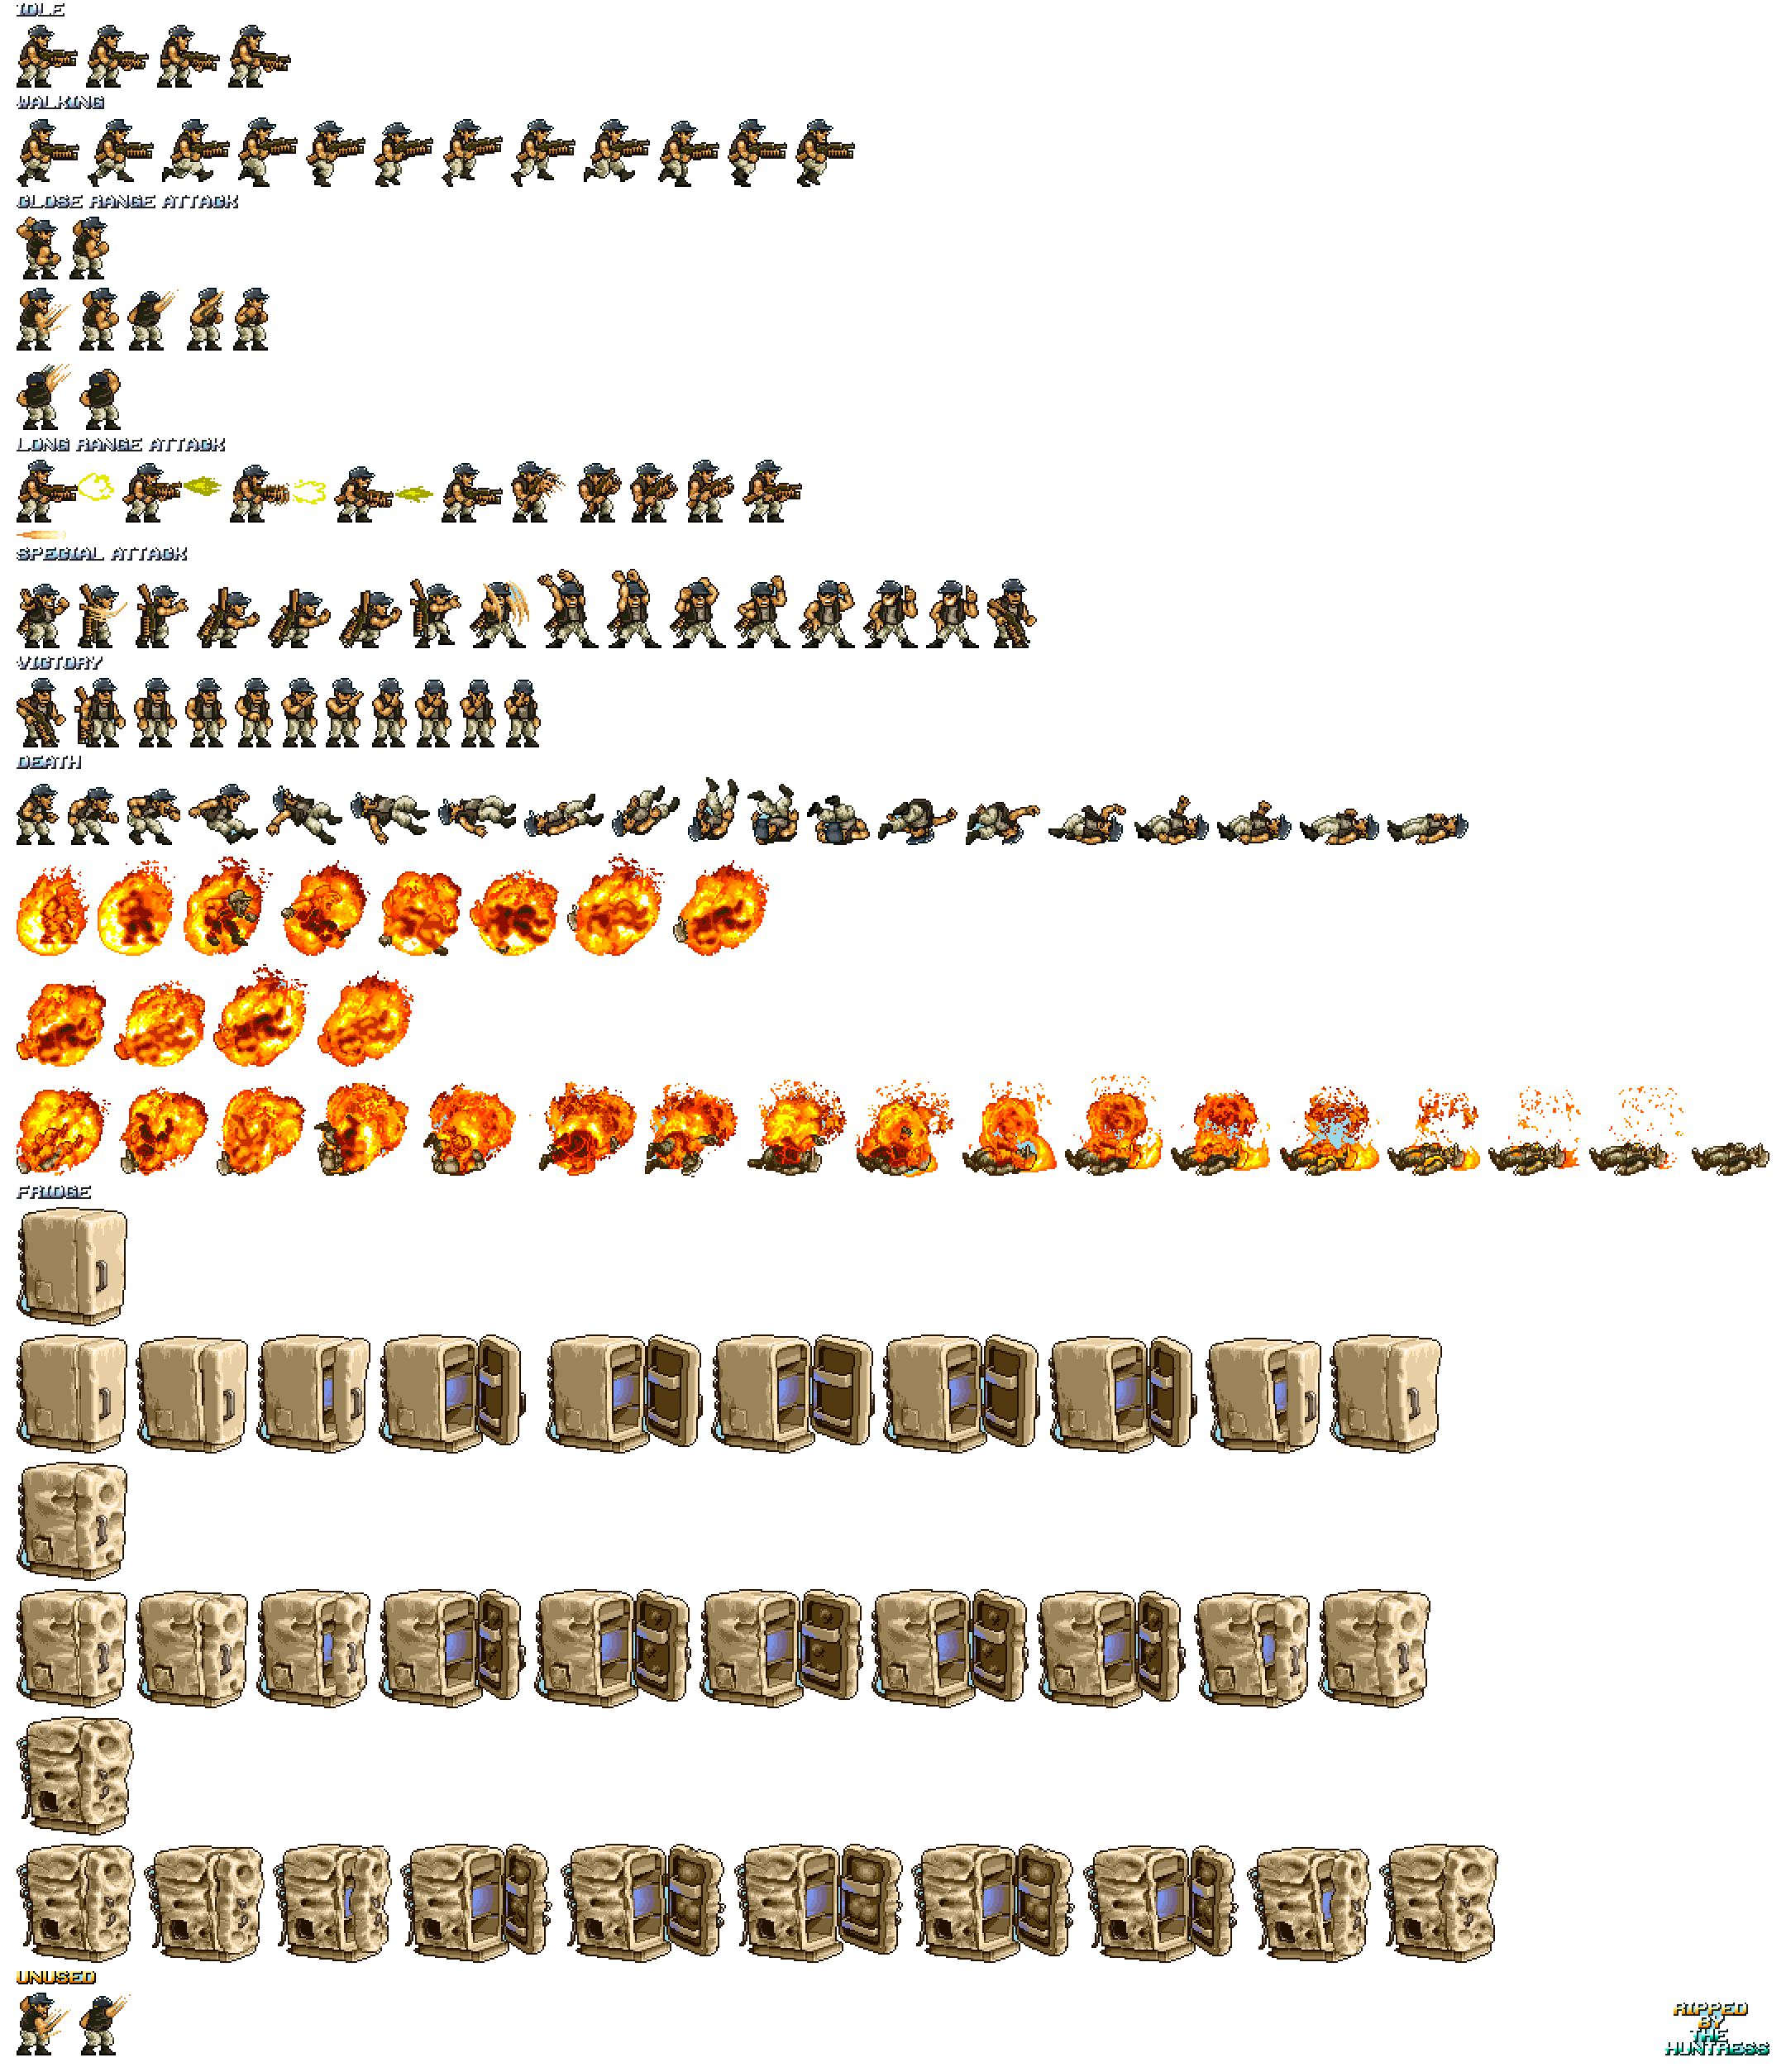 IDLE
WALKING
CLOSE RANGE ATTACK
LONG RANGE ATTACK
SPECIAL ATTACK
VICTORY
DEATH
FRIDGE
UNUSED
RIPPED
BY
THE
HUNTRESS